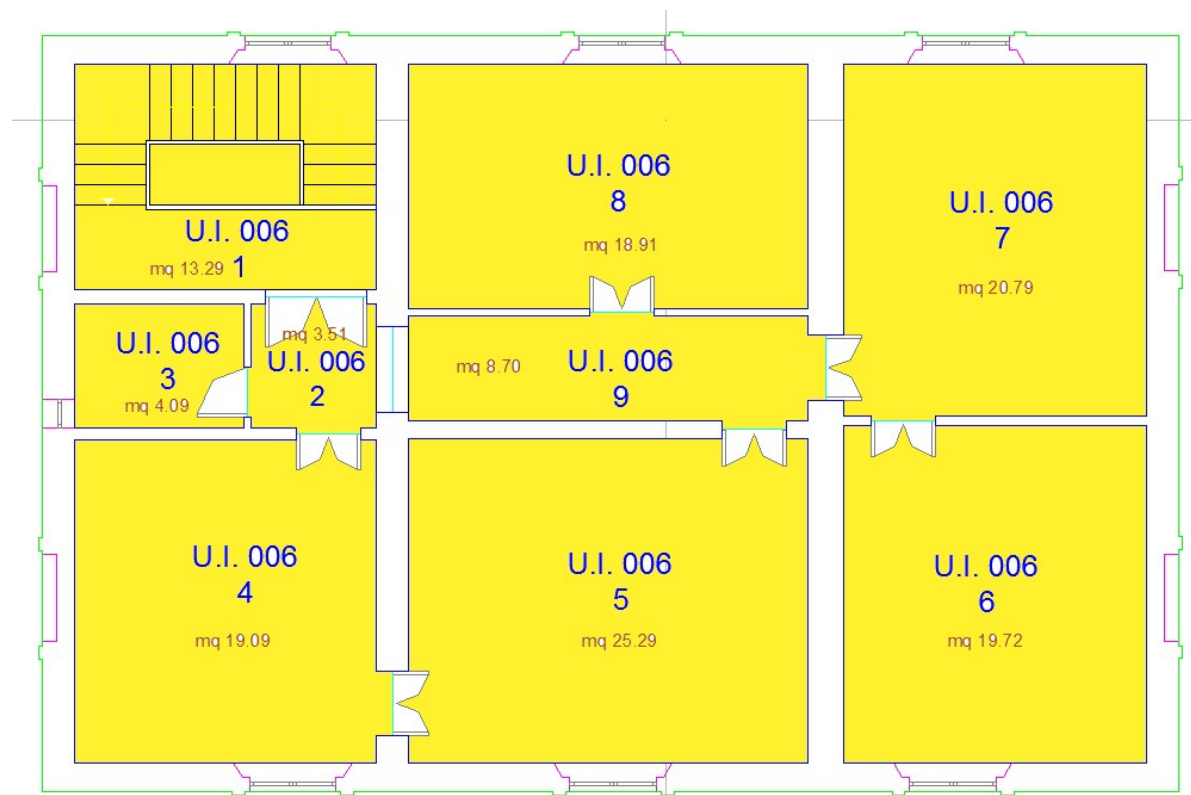 U.I. 006
1
mq 13.29
U.I. 006
8
mq 18.91
U.I. 006
7
mq 20.79
U.I. 006
3
mq 4.09
mq 3.51
U.I. 006
2
mq 8.70
U.I. 006
9
U.I. 006
4
mq 19.09
U.I. 006
5
mq 25.29
U.I. 006
6
mq 19.72